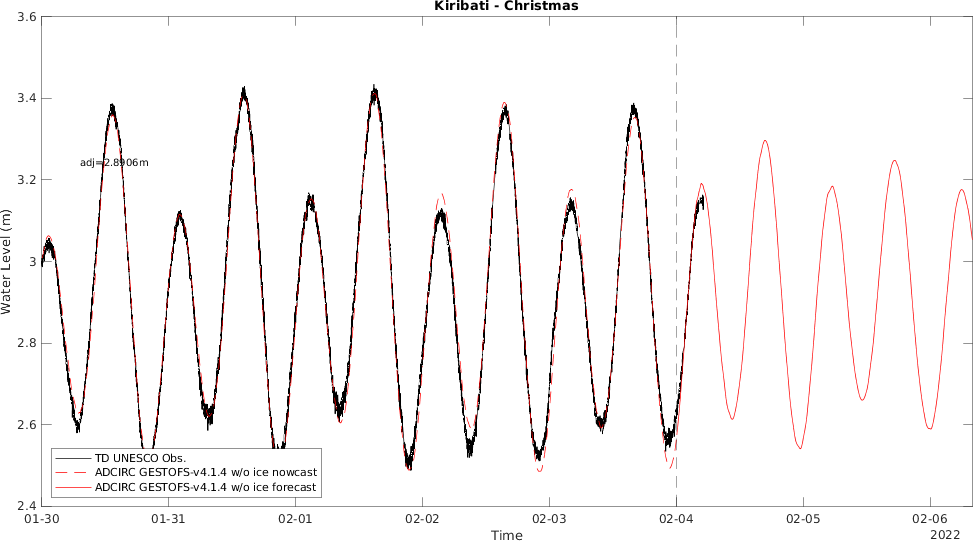 Kiribati - Christmas
3.6
3.4
3.2
3
2.8
2.6
2.4
Water Level (m)
adj=2.8906m
TD UNESCO Obs.
ADCIRC GESTOFS-v4.1.4 w/o ice nowcast
ADCIRC GESTOFS-v4.1.4 w/o ice forecast
01-30 01-31 02-01 02-02 02-03 02-04 02-05 02-06
Time
2022